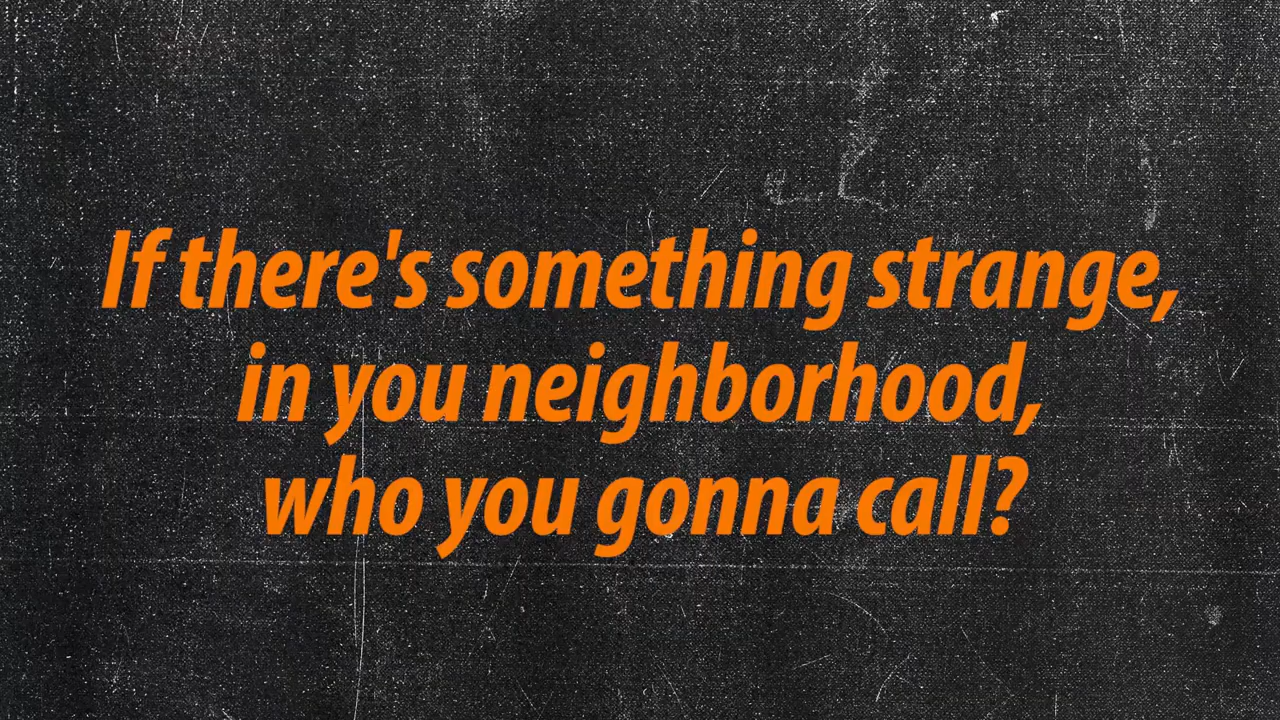 If there's something strange,
in you neighborhood,
who you gonna call?